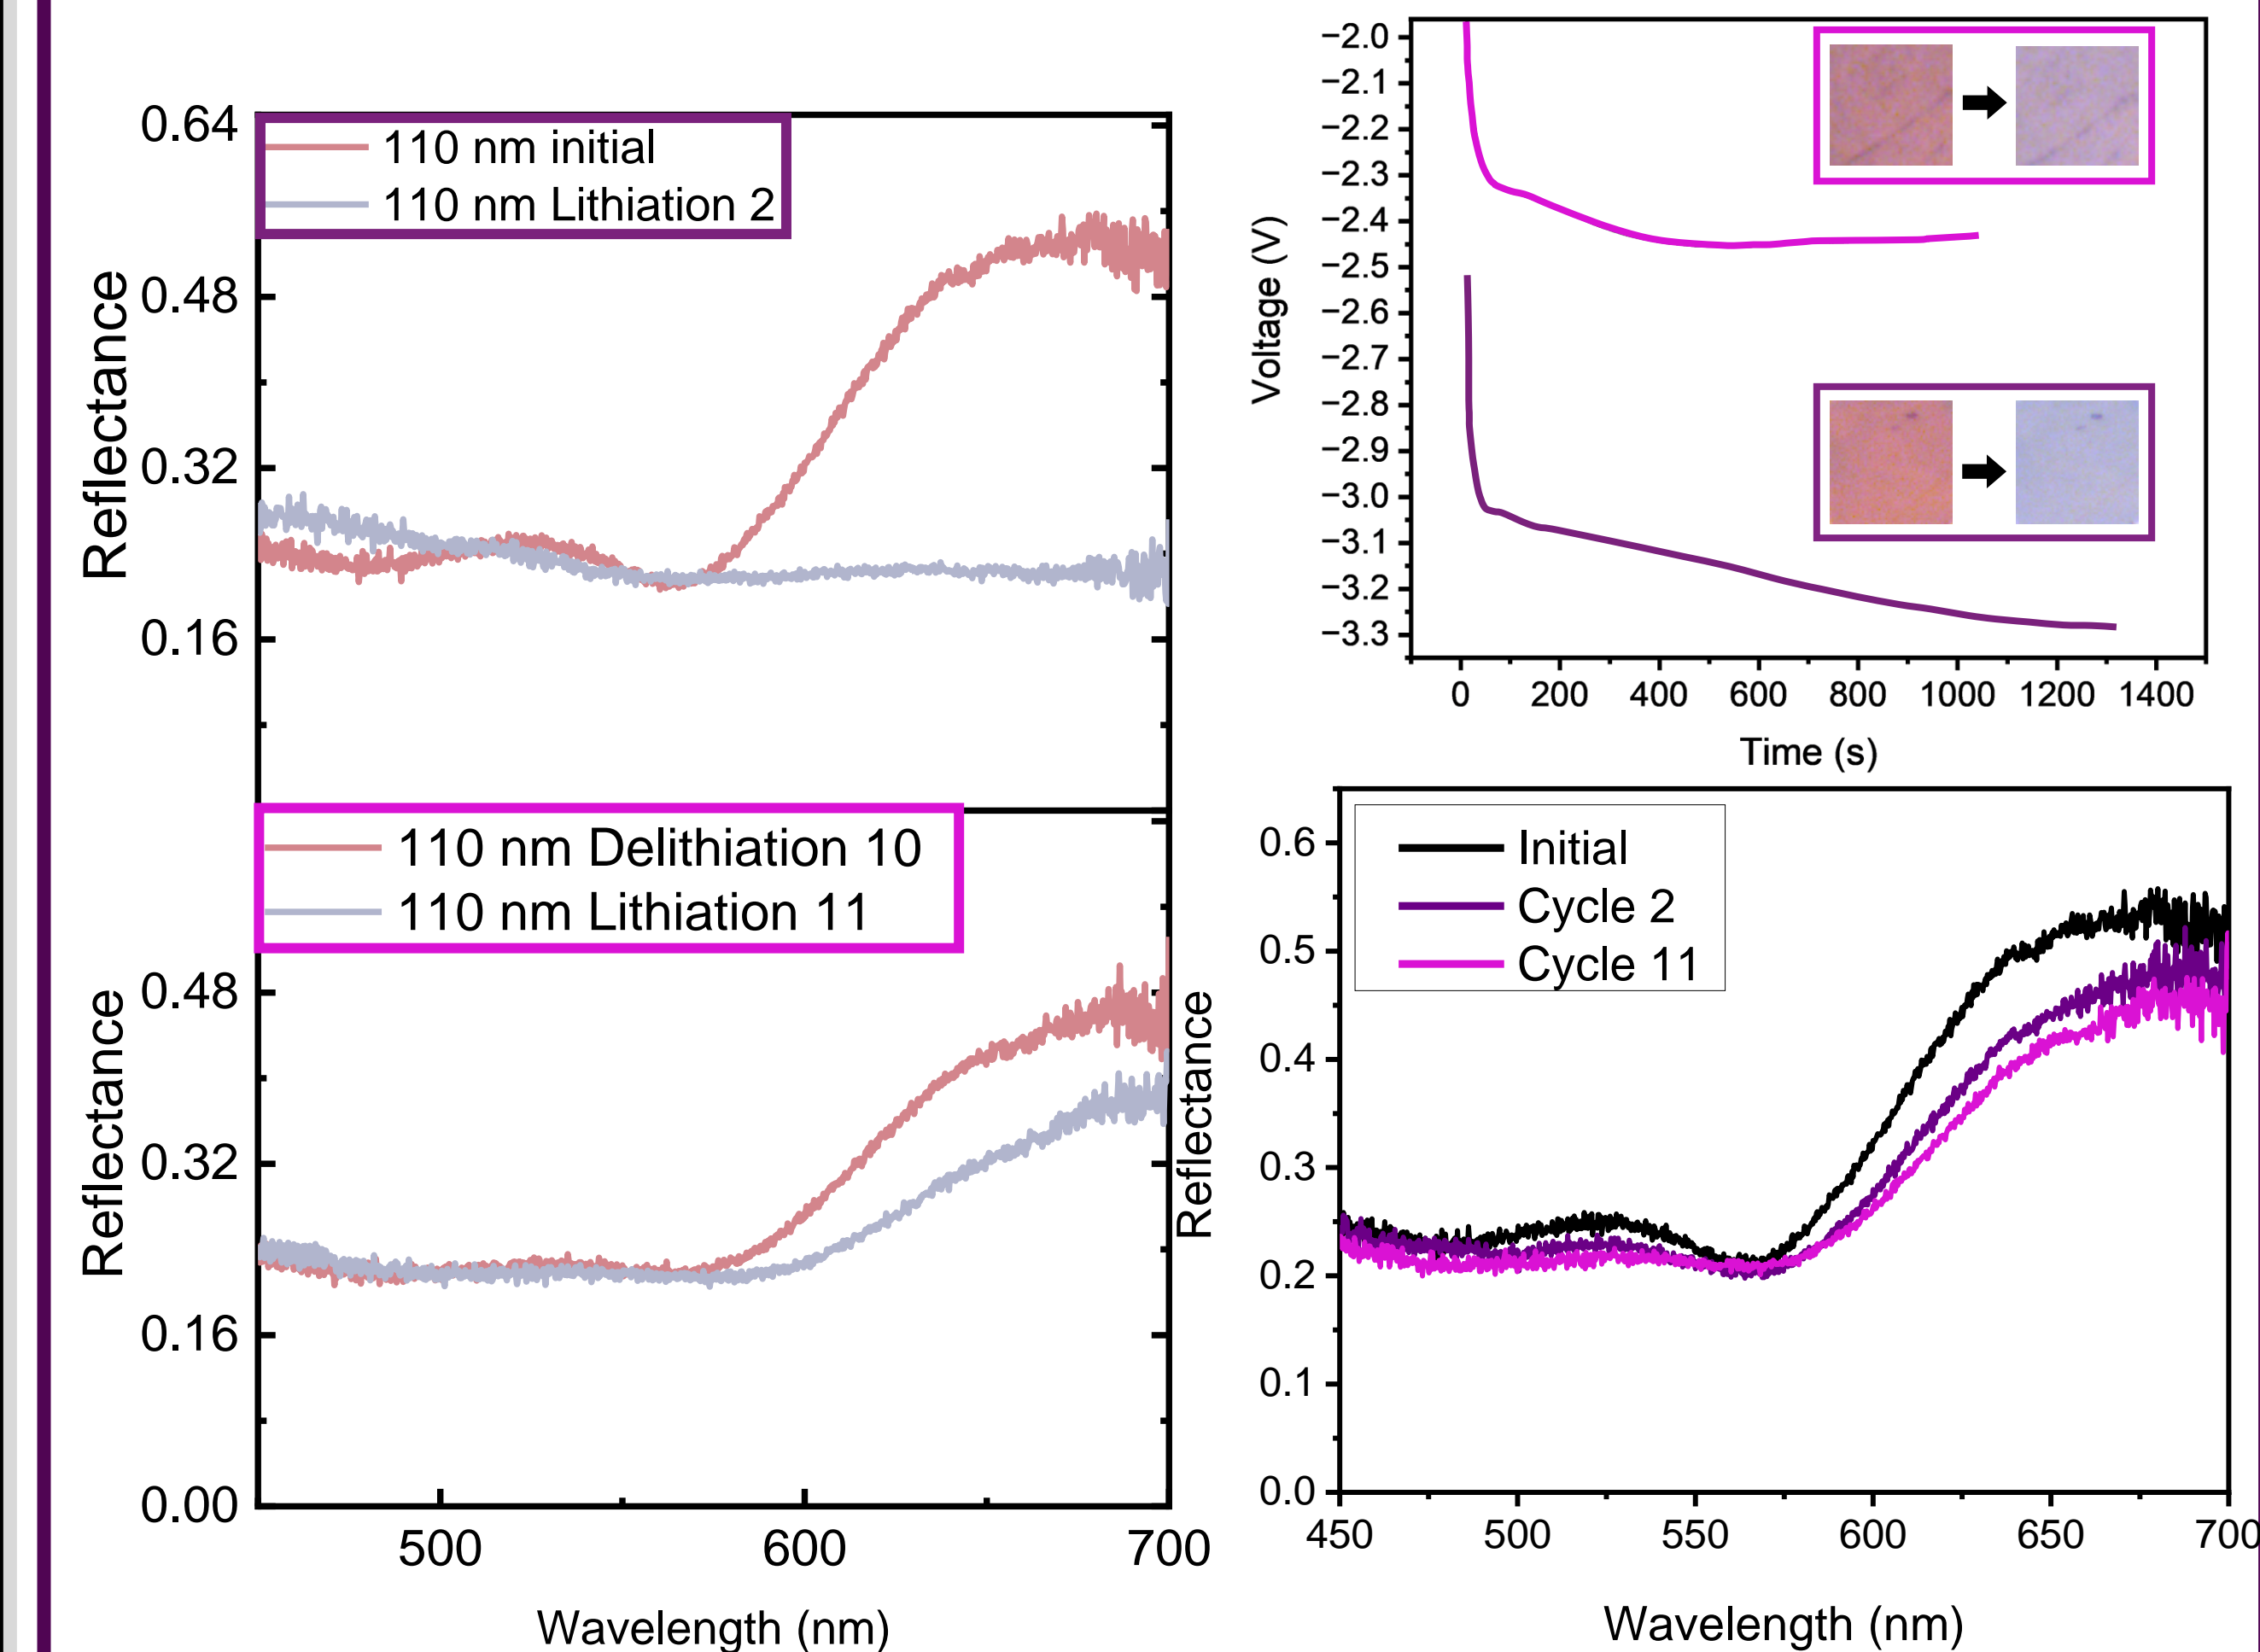 0.64
0.48
0.32
0.16
Reflectance
110 nm initial
110 nm Lithiation 2
0.48
0.32
0.16
0.00
Reflectance
110 nm Delithiation 10
110 nm Lithiation 11
500 600 700
Wavelength (nm)
−2.0
−2.1
−2.2
−2.3
−2.4
−2.5
−2.6
−2.7
−2.8
−2.9
−3.0
−3.1
−3.2
−3.3
Voltage (V)
0 200 400 600 800 1000 1200 1400
Time (s)
0.6
0.5
0.4
0.3
0.2
0.1
0.0
Reflectance
Initial
Cycle 2
Cycle 11
450 500 550 600 650 700
Wavelength (nm)